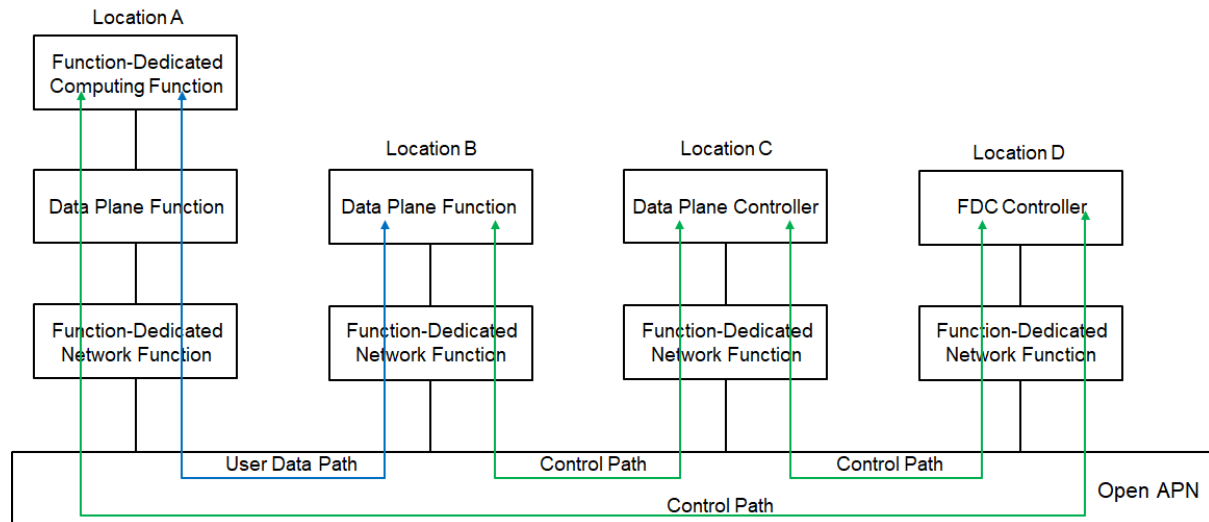 Location A
Function-Dedicated
Computing Function
Location B
Location C
Location D
Data Plane Function
Data Plane Function
Data Plane Controller
FDC Controller
Function-Dedicated
Network Function
Function-Dedicated
Network Function
Function-Dedicated
Network Function
Function-Dedicated
Network Function
User Data Path
Control Path
Control Path
Open APN
Control Path